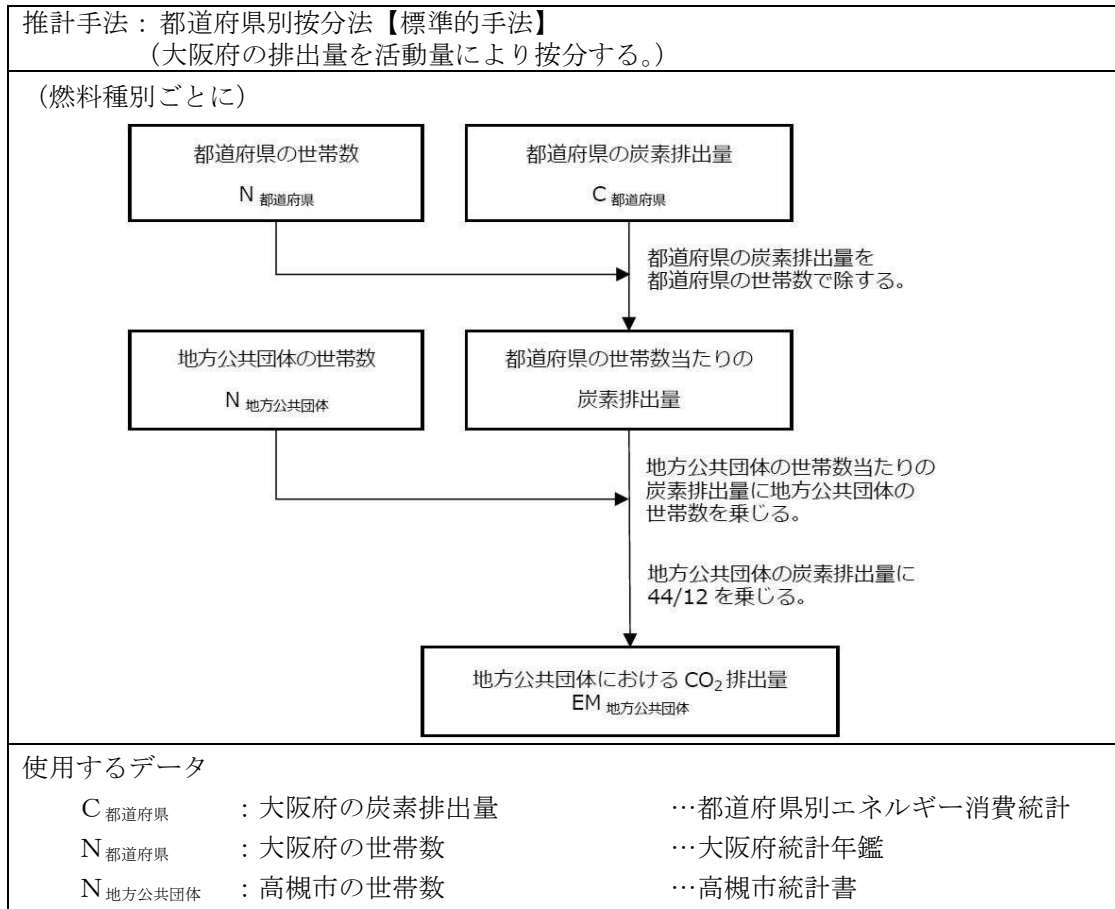 推計手法：都道府県別按分法【標準的手法】
（大阪府の排出量を活動量により按分する。）
（燃料種別ごとに）
都道府県の世帯数
N 都道府県
都道府県の炭素排出量
C 都道府県
都道府県の炭素排出量を
都道府県の世帯数で除する。
地方公共団体の世帯数
N 地方公共団体
都道府県の世帯数当たりの
炭素排出量
地方公共団体の世帯数当たりの
炭素排出量に地方公共団体の
世帯数を乗じる。
地方公共団体の炭素排出量に
44/12 を乗じる。
地方公共団体における CO₂排出量
EM 地方公共団体
使用するデータ
C 都道府県 ：大阪府の炭素排出量 …都道府県別エネルギー消費統計
N 都道府県 ：大阪府の世帯数 …大阪府統計年鑑
N 地方公共団体 ：高槻市の世帯数 …高槻市統計書